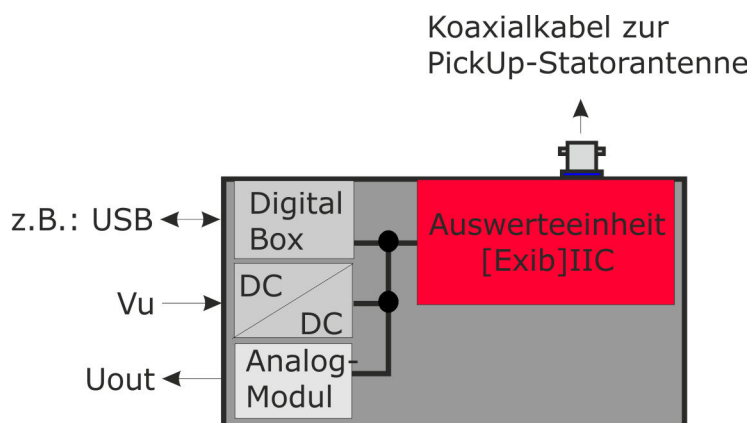 Koaxialkabel zur
PickUp-Statorantenne
z.B.: USB
Digital
Box
Auswerteeinheit
[Exib]IIC
Vu
DC
DC
Uout
Analog-
Modul